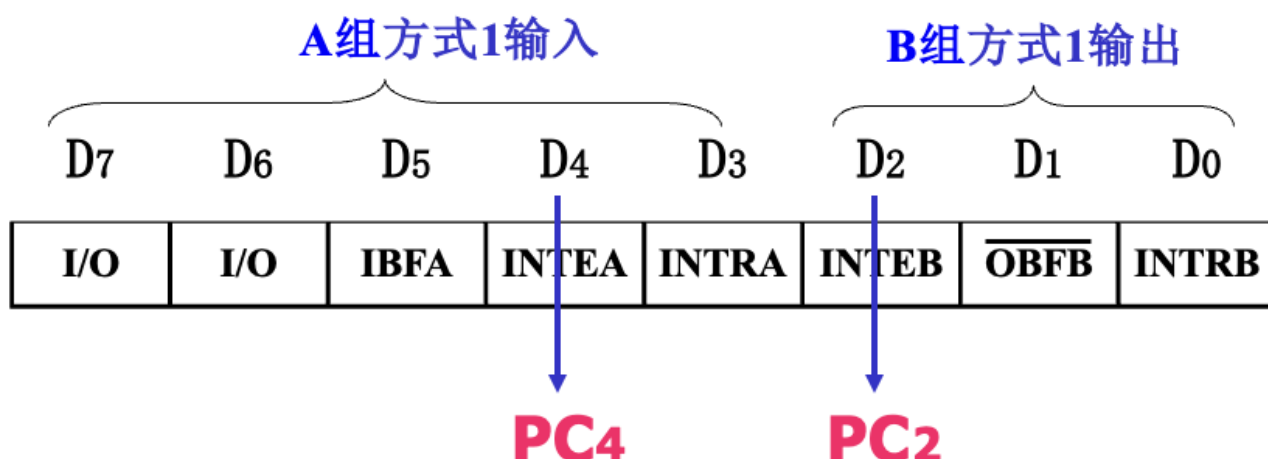 A组方式1输入 B组方式1输出
D7 D6 D5 D4 D3 D2 D1 D0
I/O I/O IBFA INTEA INTRA INTEB O̅B̅F̅B̅ INTRB
PC4 PC2